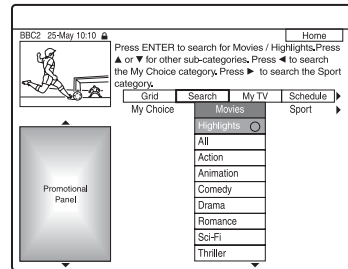 BBC2 25-May 10:10
Home
Press ENTER to search for Movies / Highlights.Press
▲ or ▼ for other sub-categories. Press ◄ to search
the My Choice category. Press ► to search the Sport
category.
Grid Search My TV Schedule
My Choice Movies Sport
Highlights
All
Action
Animation
Comedy
Drama
Romance
Sci-Fi
Thriller
Promotional
Panel